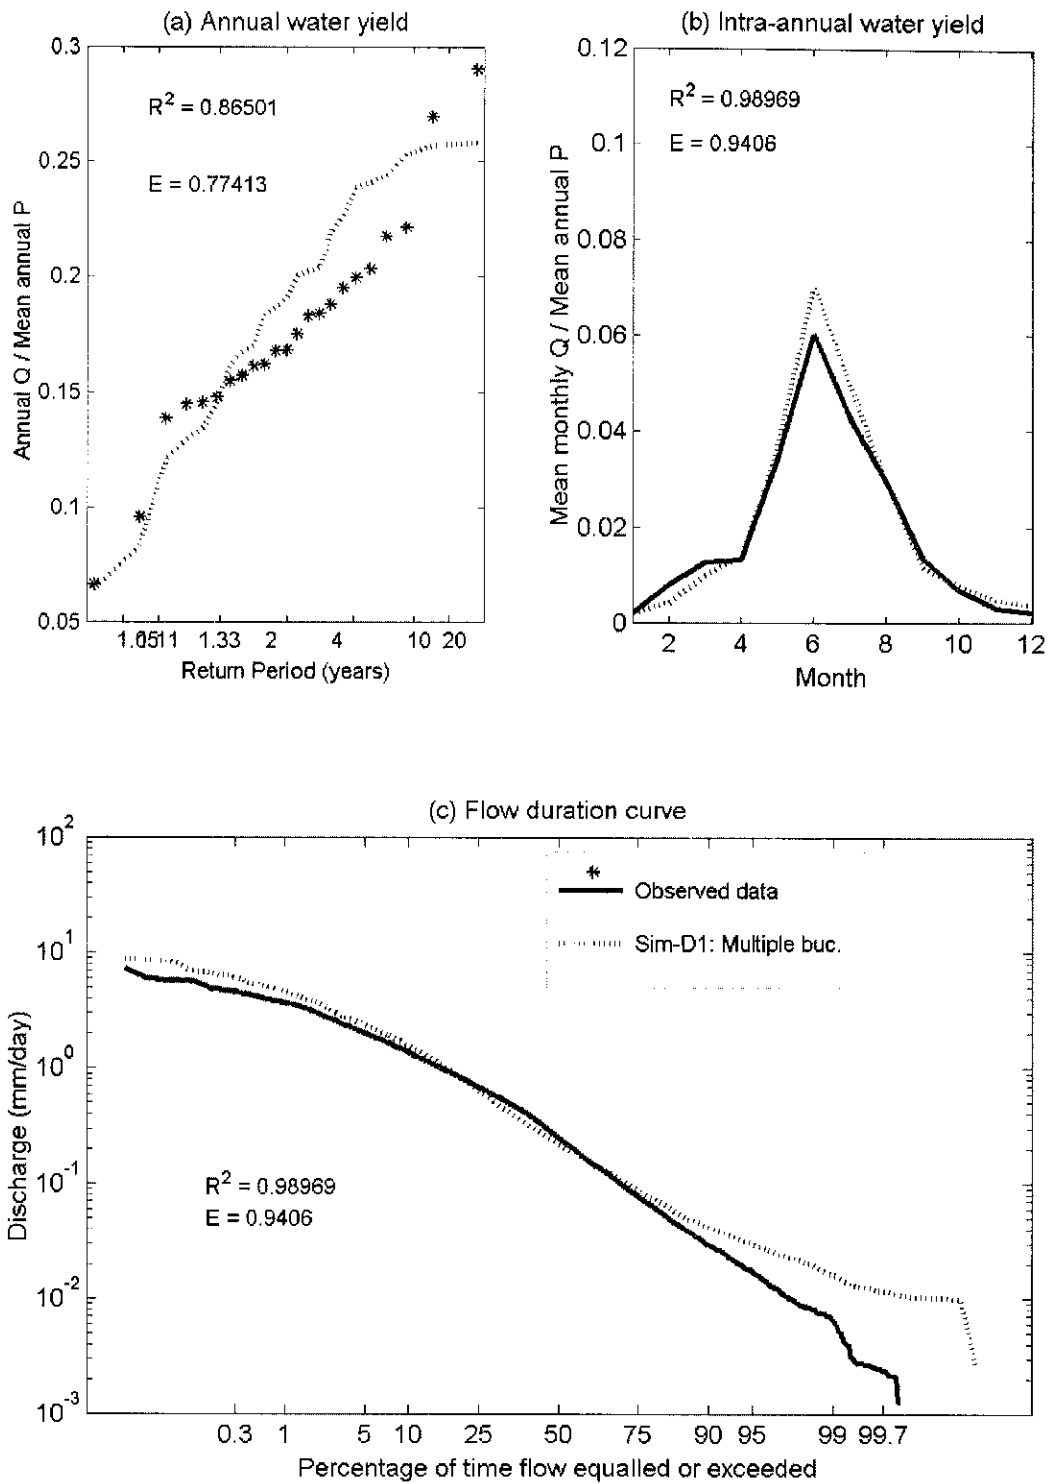 (a) Annual water yield
0.3
0.25
0.2
0.15
0.1
0.05
Annual Q / Mean annual P
R² = 0.86501
E = 0.77413
1.05 1.11 1.33 2 4 10 20
Return Period (years)
(b) Intra-annual water yield
0.12
0.1
0.08
0.06
0.04
0.02
0
Mean monthly Q / Mean annual P
R² = 0.98969
E = 0.9406
2 4 6 8 10 12
Month
(c) Flow duration curve
10²
10¹
10⁰
10⁻¹
10⁻²
10⁻³
Discharge (mm/day)
Observed data
Sim-D1: Multiple buc.
R² = 0.98969
E = 0.9406
0.3 1 5 10 25 50 75 90 95 99 99.7
Percentage of time flow equalled or exceeded